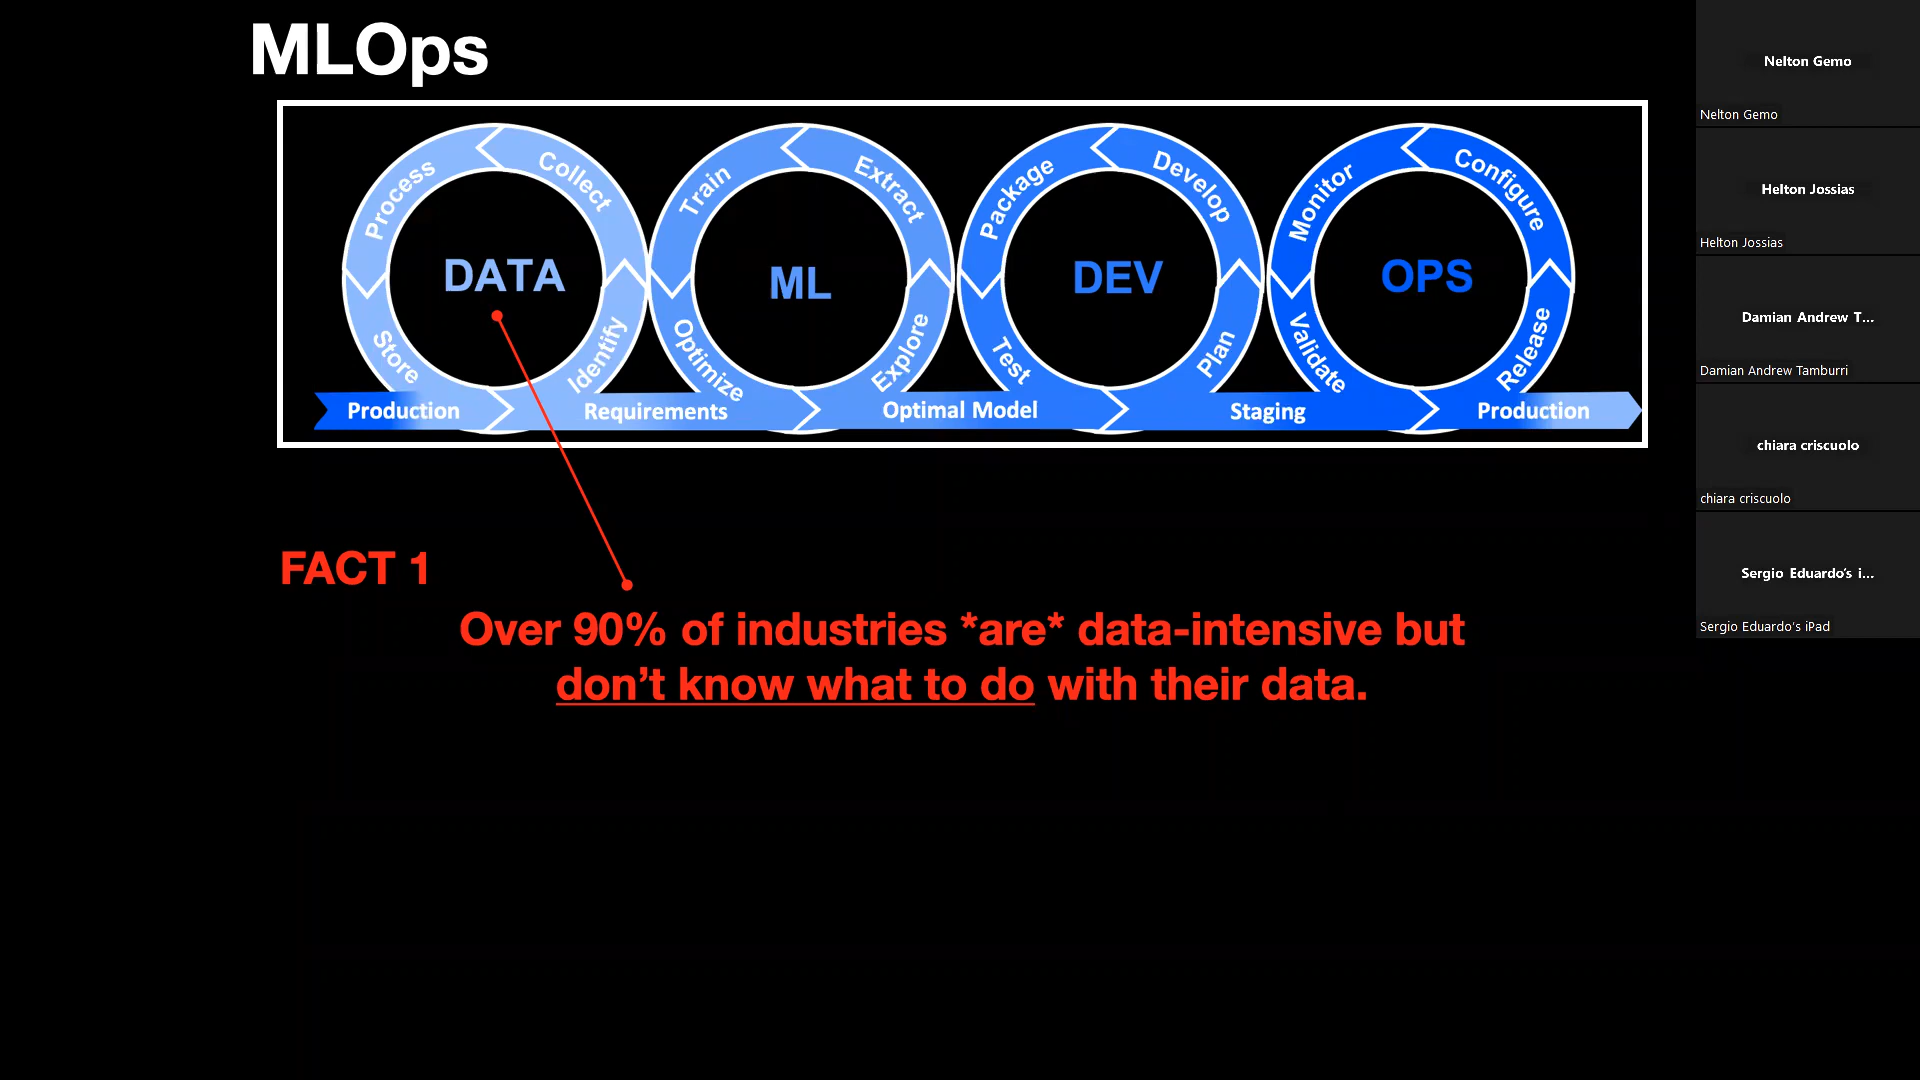 MLOps
Process
Collect
Store
Identify
DATA
Train
Extract
Optimize
Explore
ML
Package
Develop
Test
Plan
DEV
Monitor
Configure
Validate
Release
OPS
Production
Requirements
Optimal Model
Staging
Production
FACT 1
Over 90% of industries *are* data-intensive but
don’t know what to do with their data.
Nelton Gemo
Nelton Gemo
Helton Jossias
Helton Jossias
Damian Andrew T...
Damian Andrew Tamburri
chiara criscuolo
chiara criscuolo
Sergio Eduardo’s i...
Sergio Eduardo's iPad